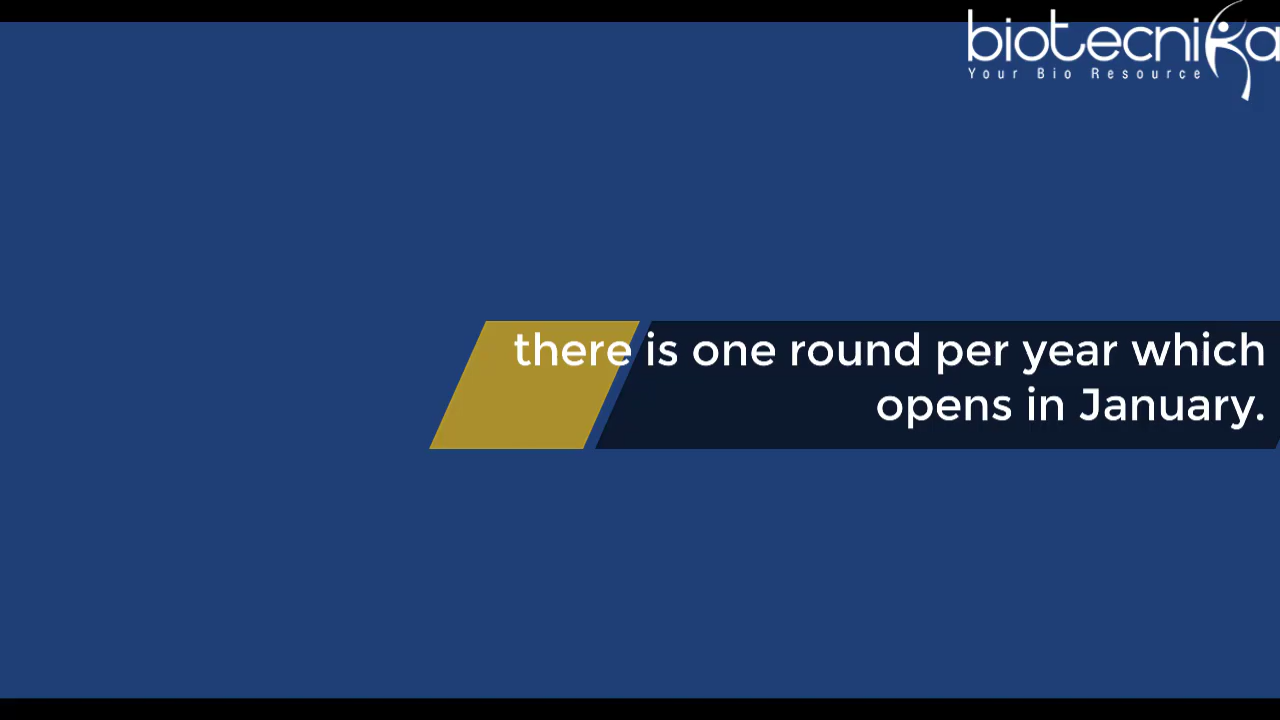 biotecnika
Your Bio Resource
there is one round per year which
opens in January.